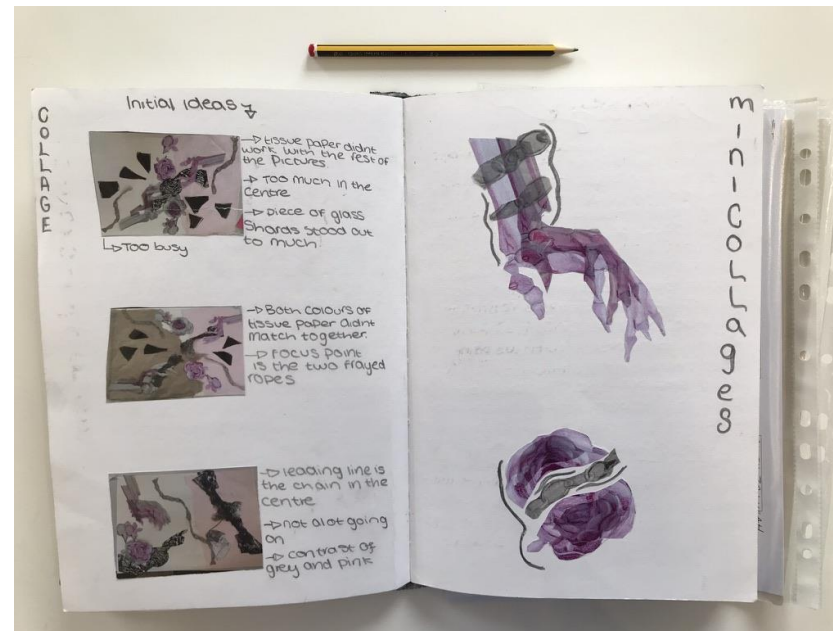 COLLAGE
Initial Ideas
tissue paper didnt
work with the rest of
the Pictures
TOO much in the
centre
piece of glass
Shards stood out
to much
TOO busy
Both colours of
tissue paper didnt
match together.
Focus point
is the two frayed
ropes
leading line is
the chain in the
centre
not alot going
on
contrast of
grey and pink
minicollages